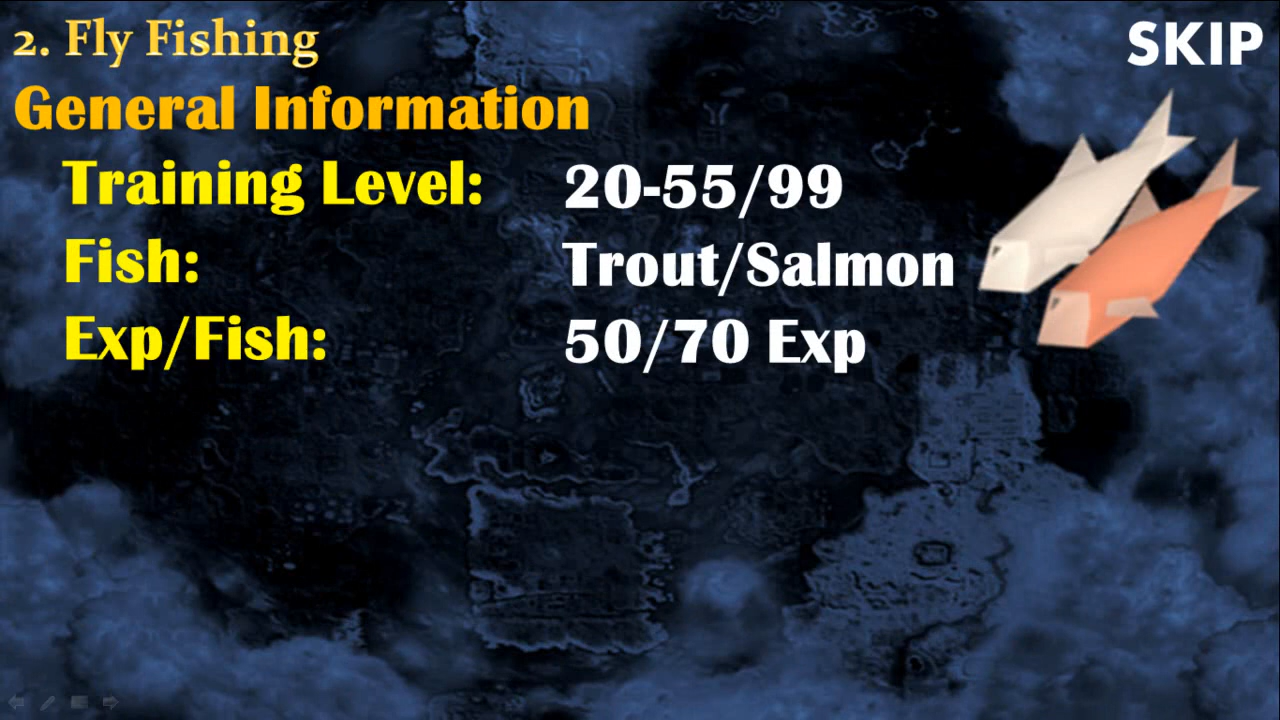 2. Fly Fishing
SKIP
General Information
Training Level: 20-55/99
Fish: Trout/Salmon
Exp/Fish: 50/70 Exp